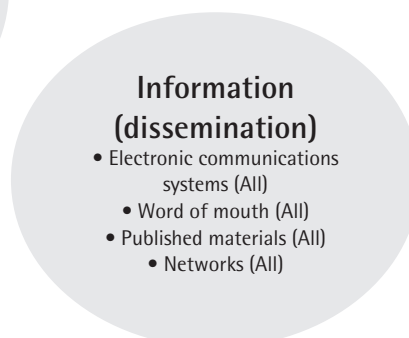 Information
(dissemination)
• Electronic communications
systems (All)
• Word of mouth (All)
• Published materials (All)
• Networks (All)